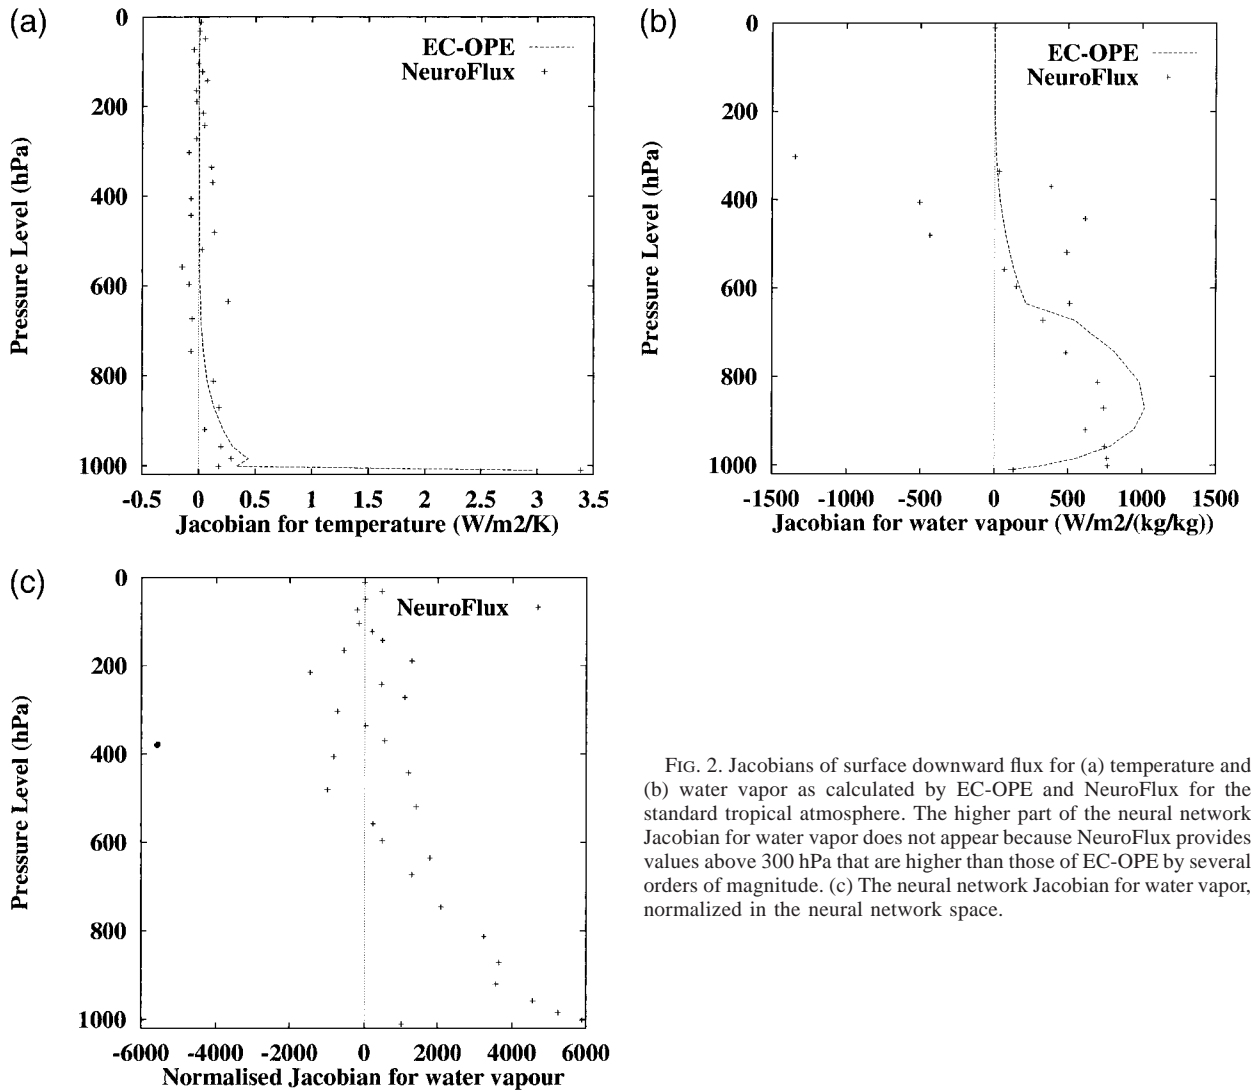 (a)
0
200
400
600
800
1000
Pressure Level (hPa)
EC-OPE
NeuroFlux
-0.5 0 0.5 1 1.5 2 2.5 3 3.5
Jacobian for temperature (W/m2/K)
(b)
0
200
400
600
800
1000
Pressure Level (hPa)
EC-OPE
NeuroFlux
-1500 -1000 -500 0 500 1000 1500
Jacobian for water vapour (W/m2/(kg/kg))
(c)
0
200
400
600
800
1000
Pressure Level (hPa)
NeuroFlux
-6000 -4000 -2000 0 2000 4000 6000
Normalised Jacobian for water vapour
FIG. 2. Jacobians of surface downward flux for (a) temperature and
(b) water vapor as calculated by EC-OPE and NeuroFlux for the
standard tropical atmosphere. The higher part of the neural network
Jacobian for water vapor does not appear because NeuroFlux provides
values above 300 hPa that are higher than those of EC-OPE by several
orders of magnitude. (c) The neural network Jacobian for water vapor,
normalized in the neural network space.